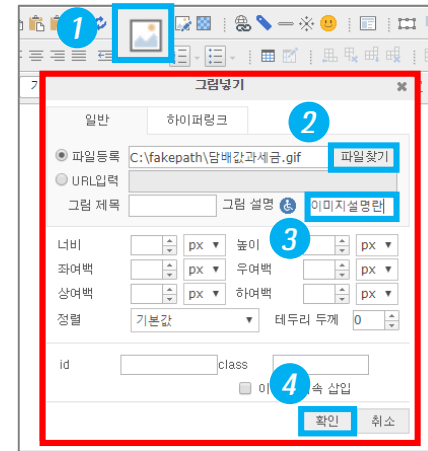 1
그림넣기
일반 하이퍼링크
2
파일등록 C:\fakepath\담배값과세금.gif 파일찾기
URL입력
그림 제목 그림 설명 이미지설명란
3
너비 px 높이 px
좌여백 px 우여백 px
상여백 px 하여백 px
정렬 기본값 테두리 두께 0
id class
4
이 속 삽입
확인 취소